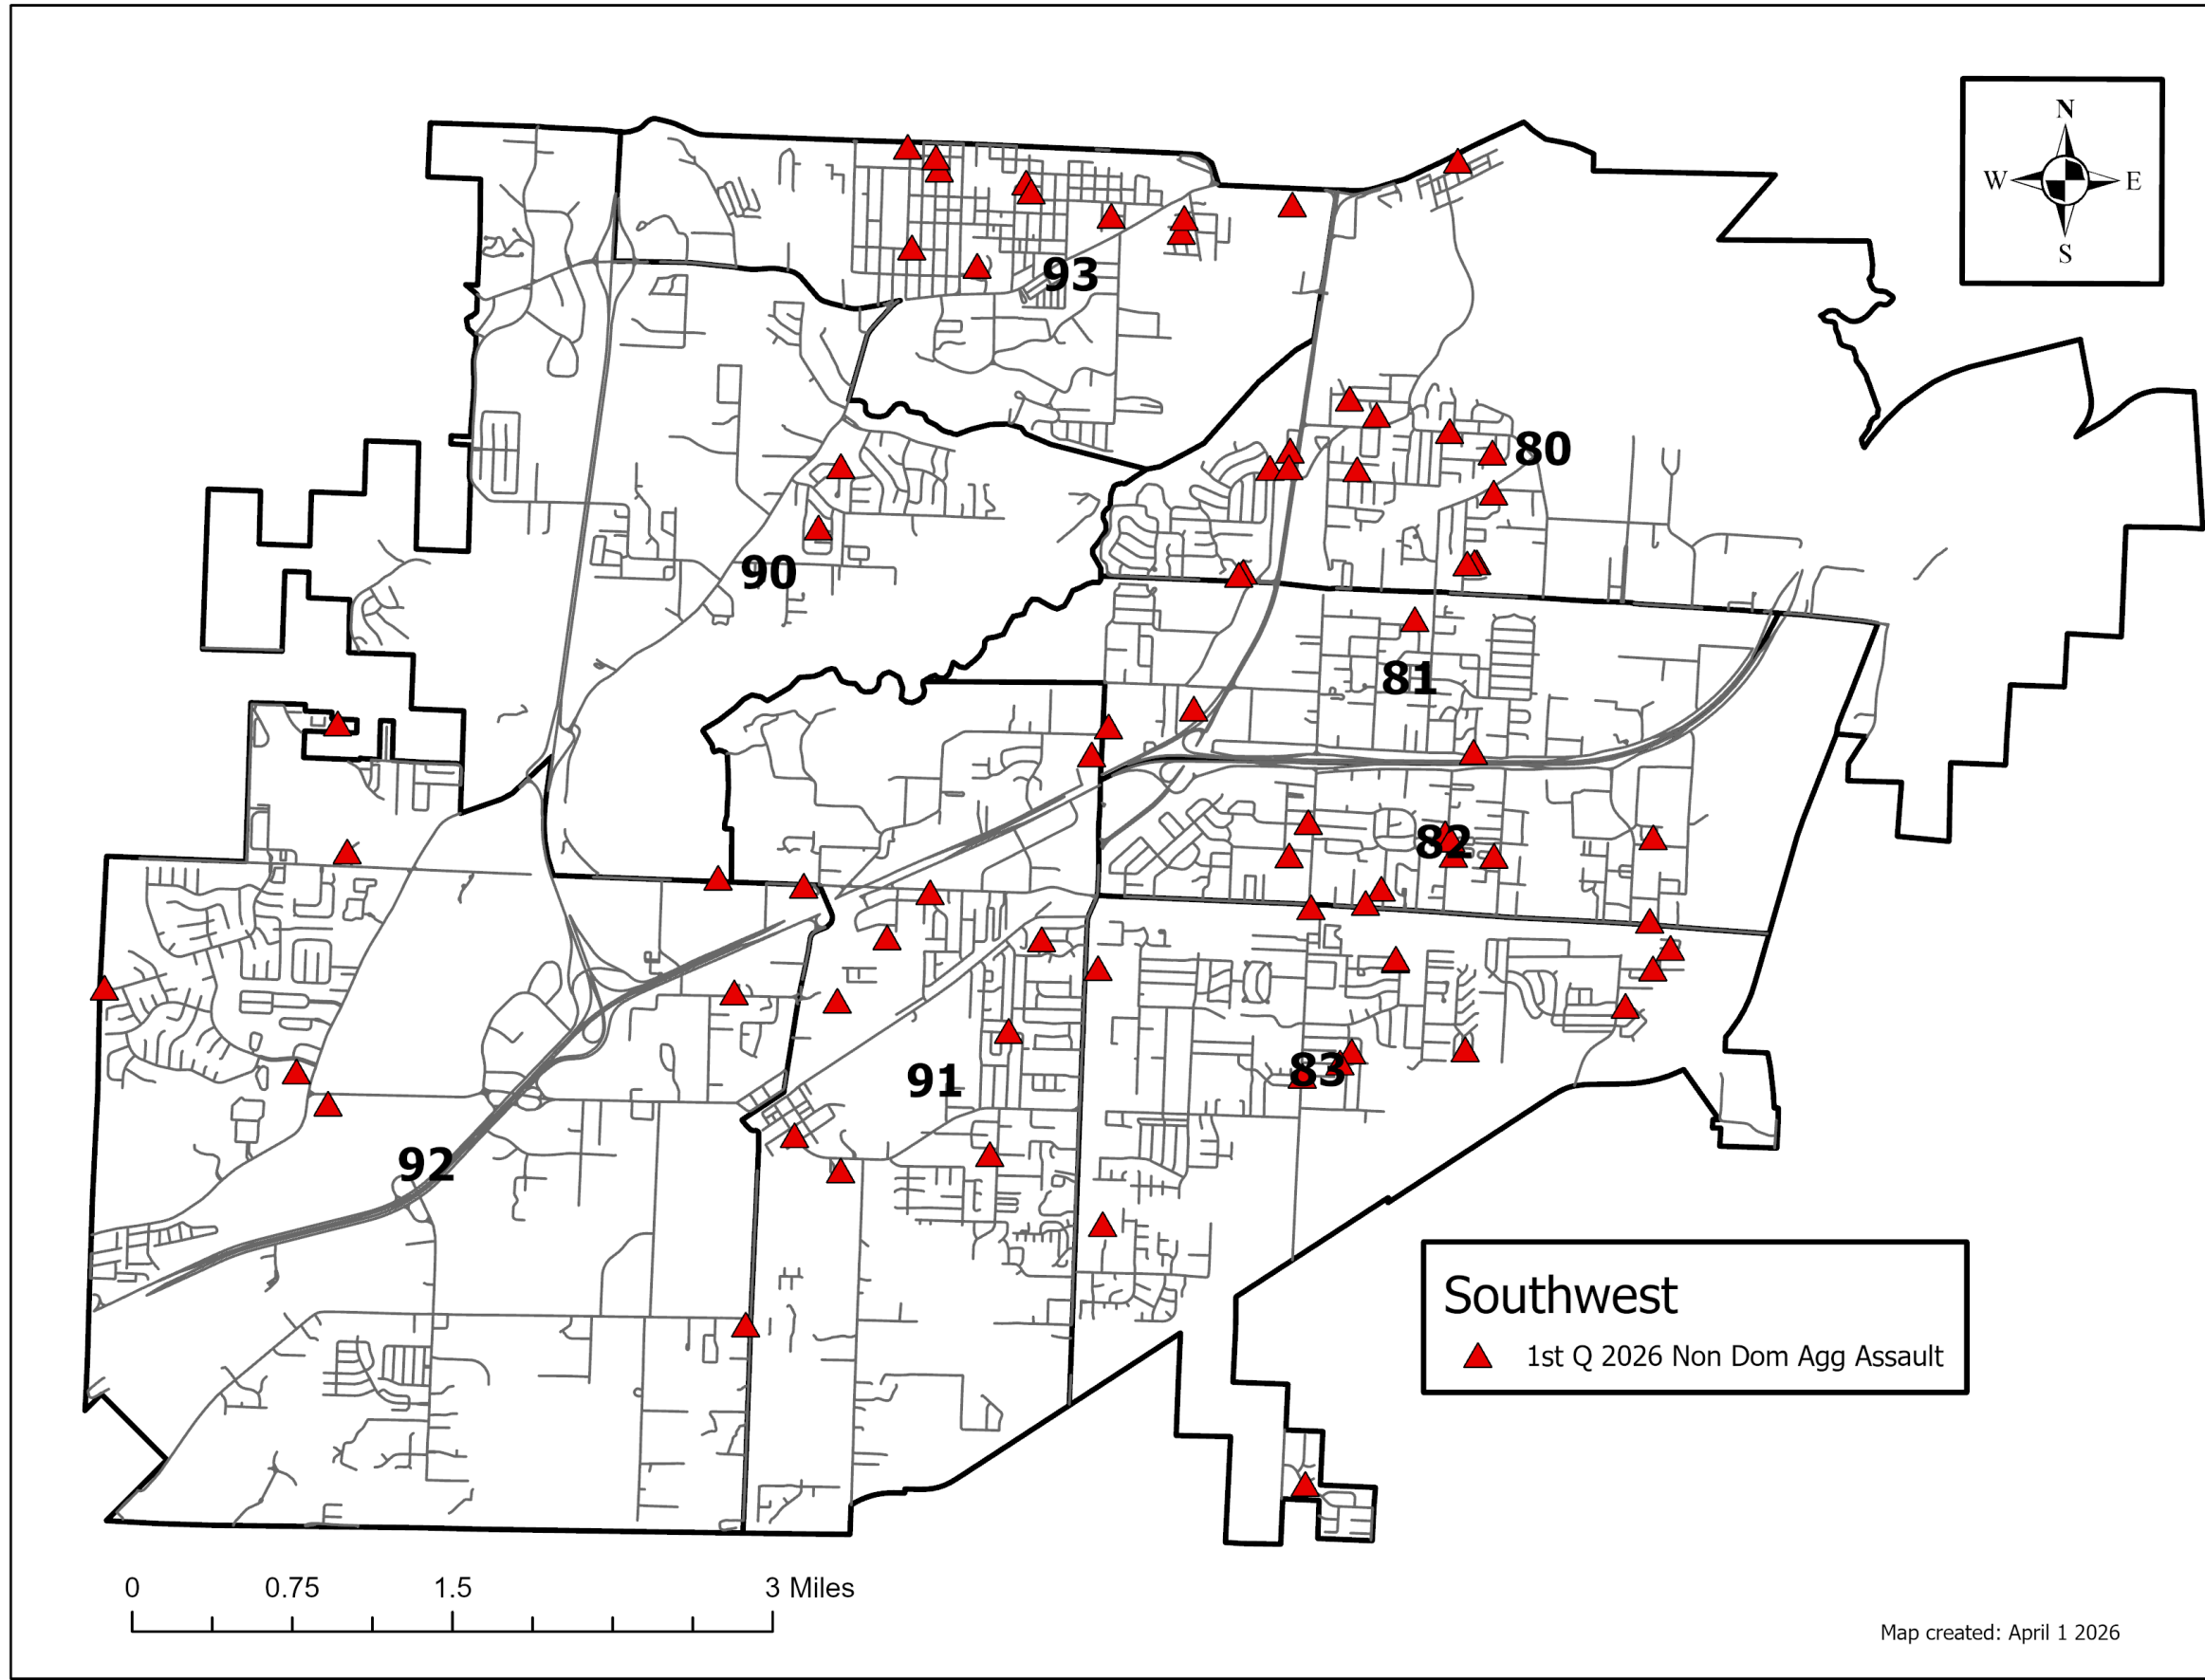 N
W E
S
93
80
90
81
82
91
83
92
Southwest
1st Q 2026 Non Dom Agg Assault
0 0.75 1.5 3 Miles
Map created: April 1 2026